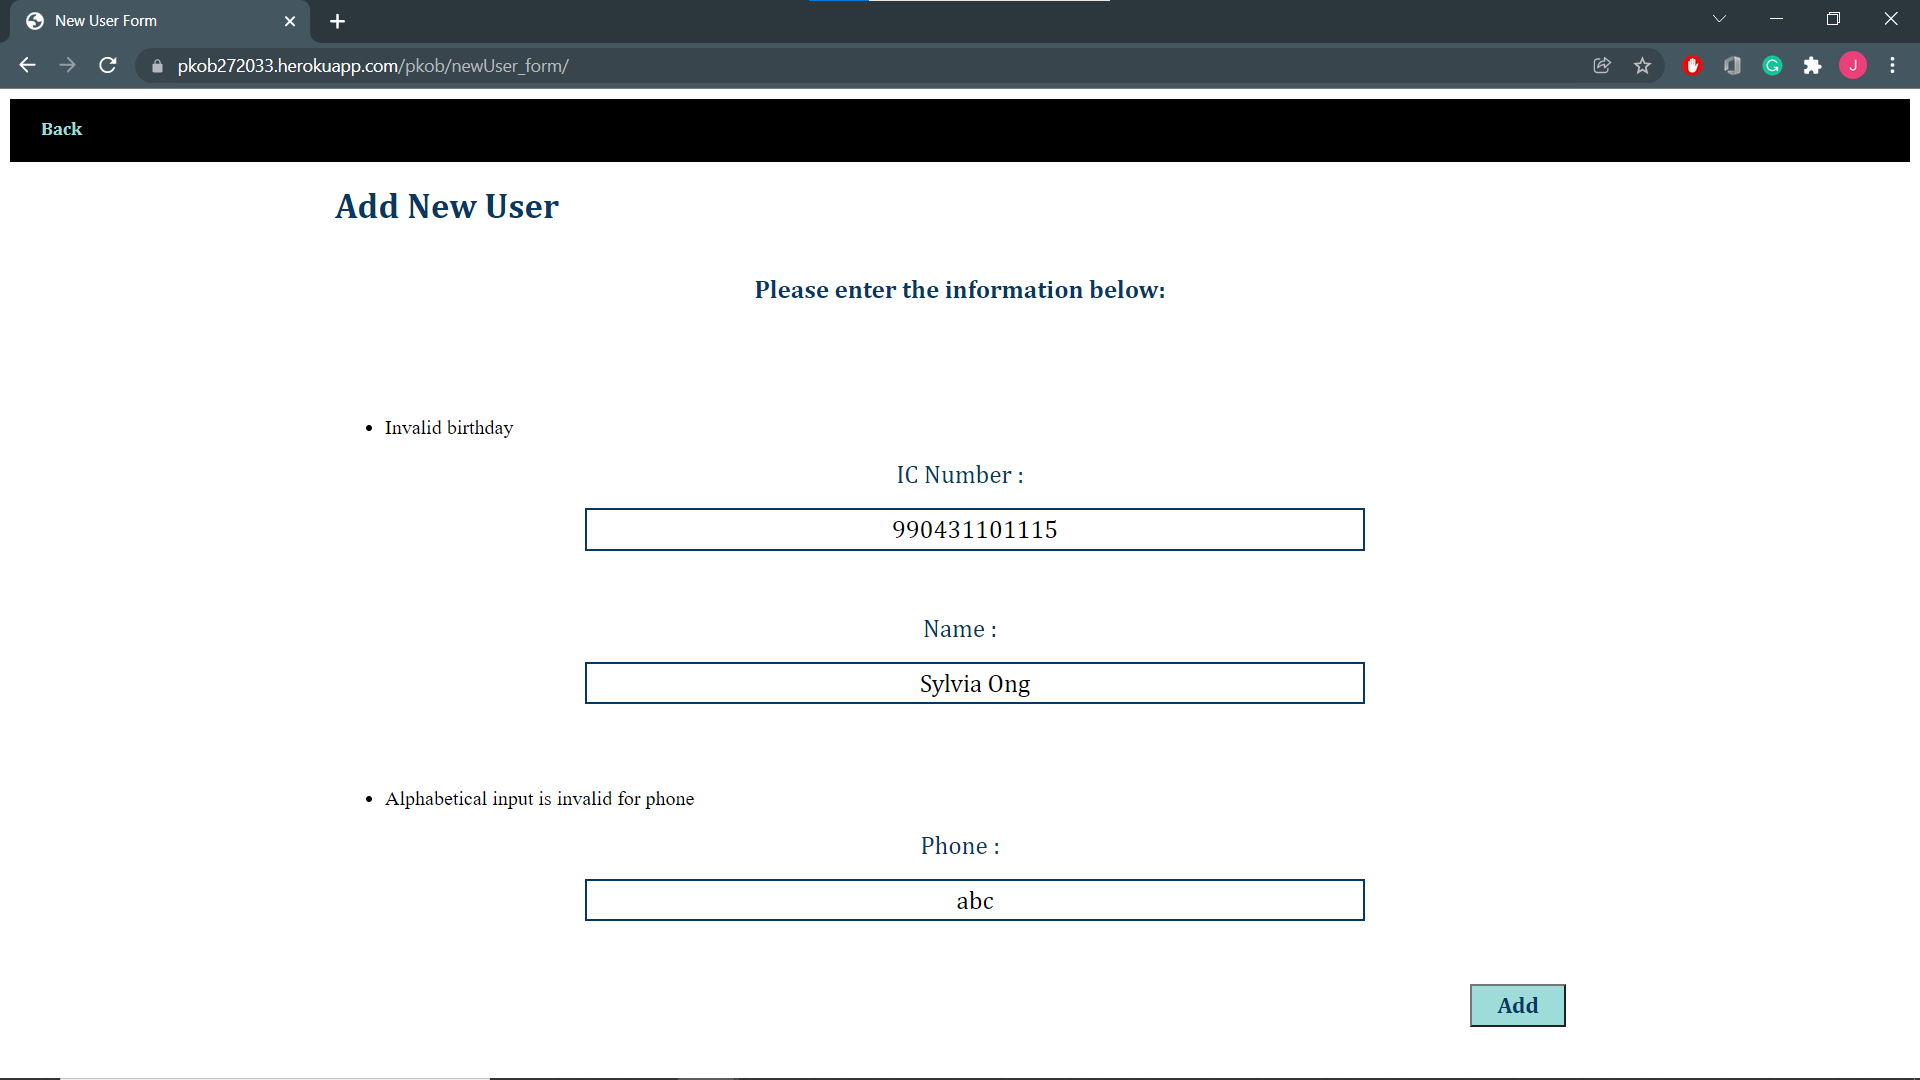 New User Form
pkob272033.herokuapp.com/pkob/newUser_form/
J
Back
Add New User
Please enter the information below:
• Invalid birthday
IC Number :
990431101115
Name :
Sylvia Ong
• Alphabetical input is invalid for phone
Phone :
abc
Add